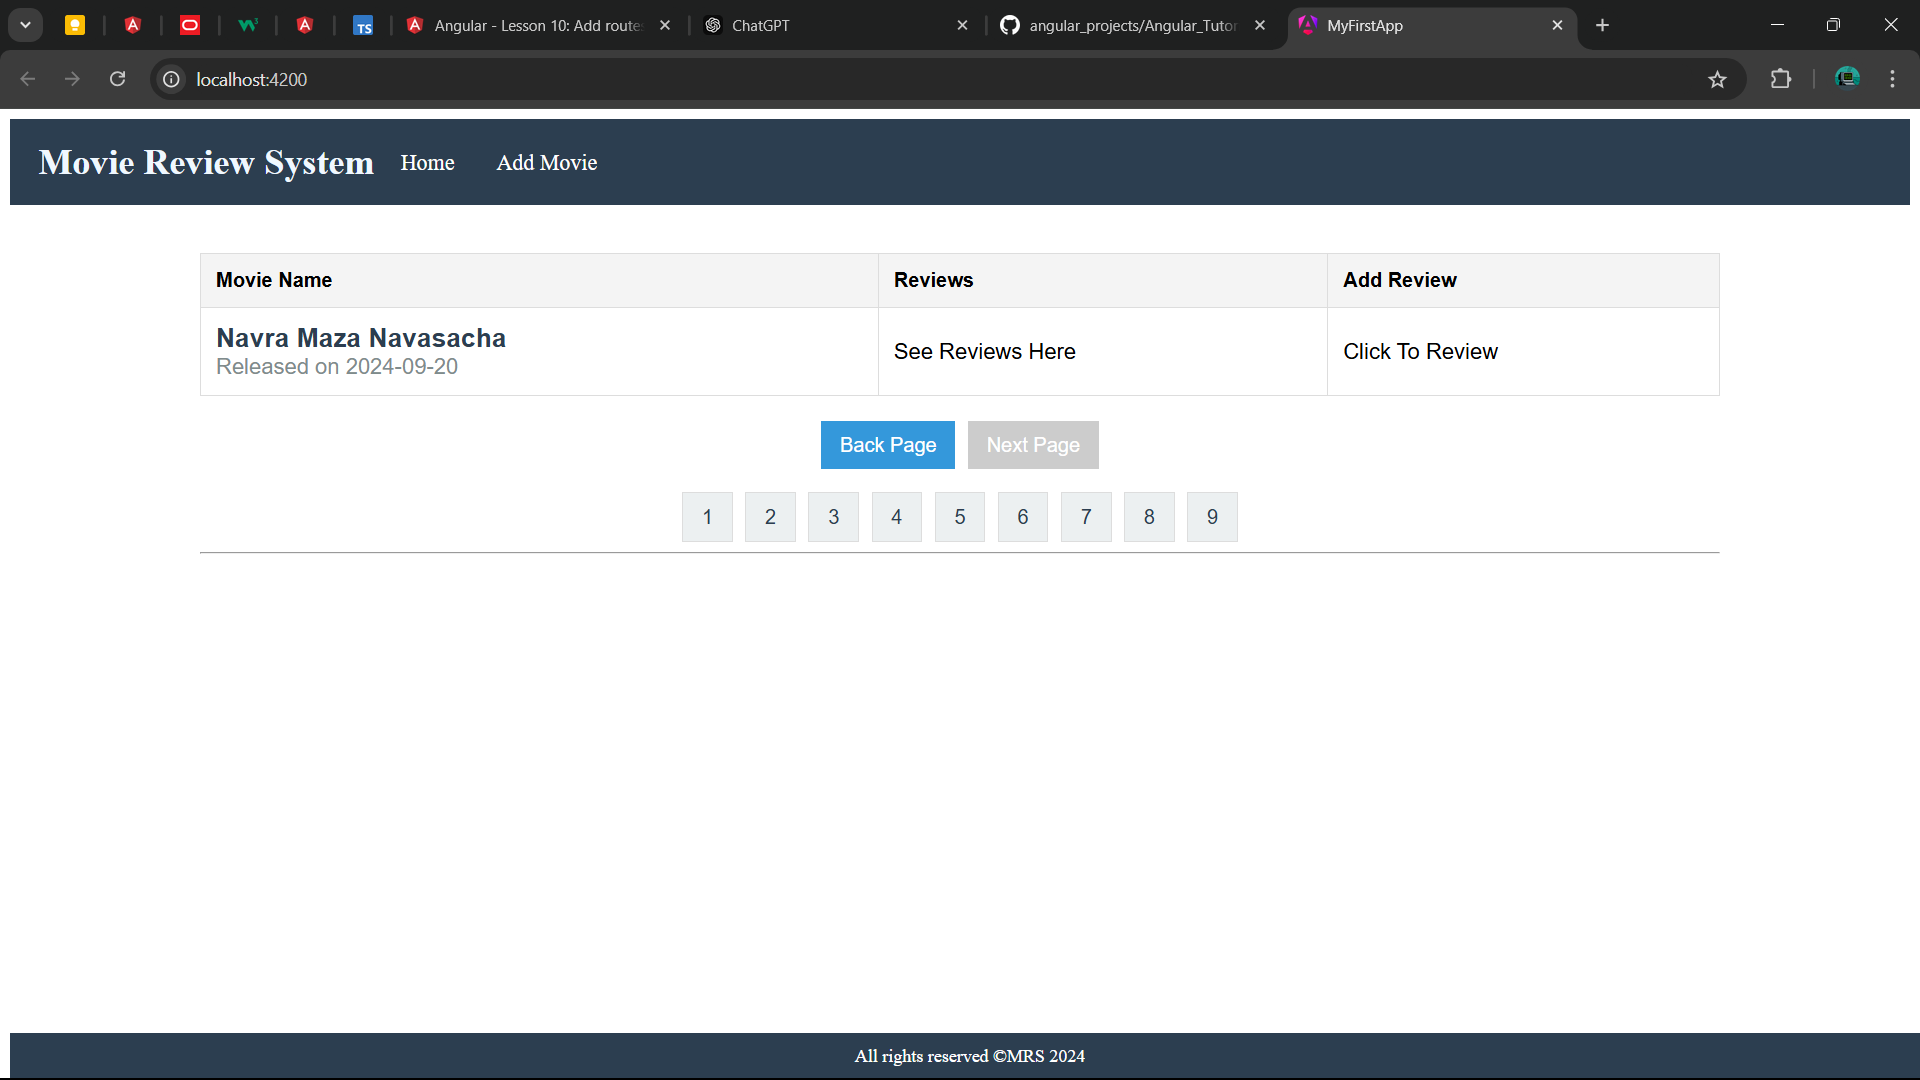 Angular - Lesson 10: Add route
ChatGPT
angular_projects/Angular_Tutor
MyFirstApp
localhost:4200
Movie Review System Home Add Movie
Movie Name Reviews Add Review
Navra Maza Navasacha
Released on 2024-09-20
See Reviews Here
Click To Review
Back Page Next Page
1 2 3 4 5 6 7 8 9
All rights reserved ©MRS 2024